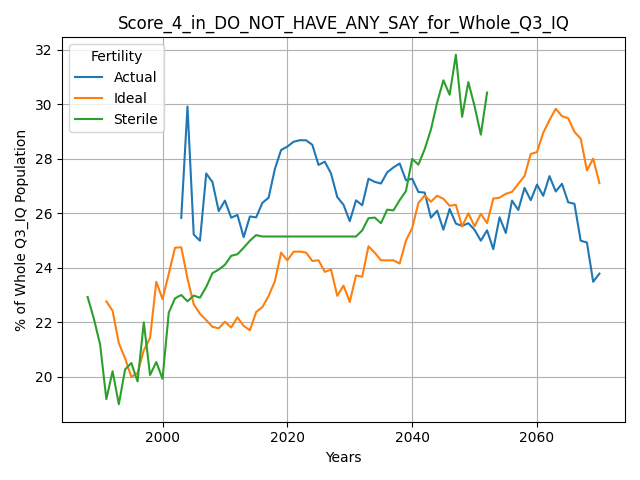 Score_4_in_DO_NOT_HAVE_ANY_SAY_for_Whole_Q3_IQ
Fertility
Actual
Ideal
Sterile
% of Whole Q3_IQ Population
32
30
28
26
24
22
20
2000
2020
2040
2060
Years